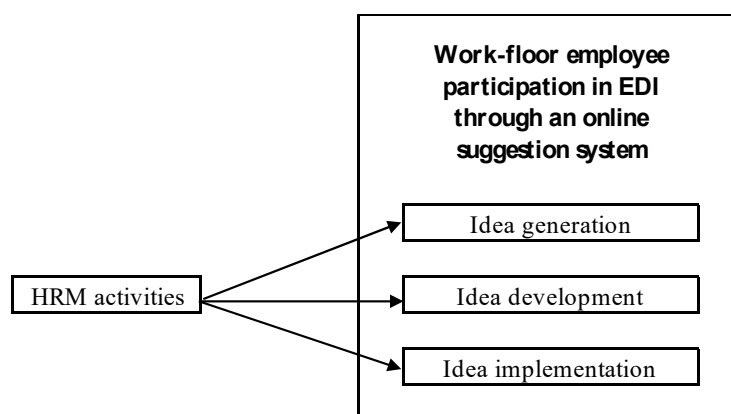 Work-floor employee
participation in EDI
through an online
suggestion system
Idea generation
HRM activities
Idea development
Idea implementation